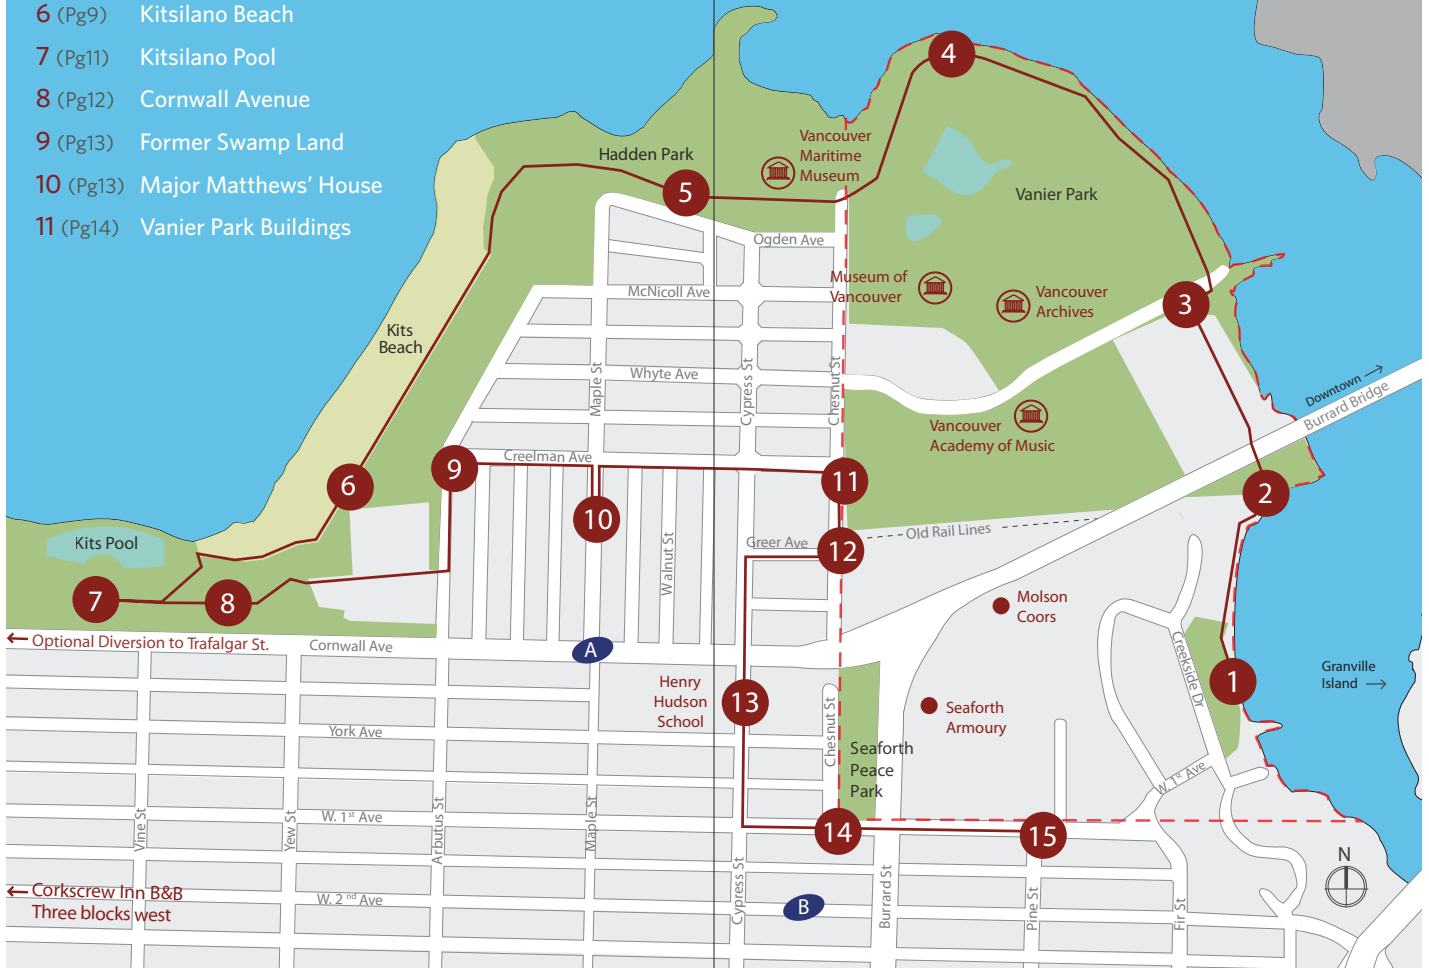 6 (Pg9) Kitsilano Beach
7 (Pg11) Kitsilano Pool
8 (Pg12) Cornwall Avenue
9 (Pg13) Former Swamp Land
10 (Pg13) Major Matthews' House
11 (Pg14) Vanier Park Buildings
4
Vancouver
Maritime
Museum
Hadden Park
5
Vanier Park
Ogden Ave
Museum of
Vancouver
Vancouver
Archives
3
McNicoll Ave
Kits
Beach
Whyte Ave
Maple St
Cypress St
Chesnut St
Downtown →
Burrard Bridge
Vancouver
Academy of Music
Creelman Ave
9
6
10
11
2
Old Rail Lines
Greer Ave
12
Walnut St
Kits Pool
7
8
Molson
Coors
← Optional Diversion to Trafalgar St.
Cornwall Ave
A
Creekside Dr
1
Granville
Island →
Henry
Hudson
School
13
Chesnut St
Seaforth
Armoury
York Ave
Seaforth
Peace
Park
W. 1st Ave
W. 1st Ave
Vine St
Yew St
Arbutus St
Maple St
14
15
N
← Corkscrew Inn B&B
Three blocks west
W. 2nd Ave
Cypress St
B
Burrard St
Pine St
Fir St